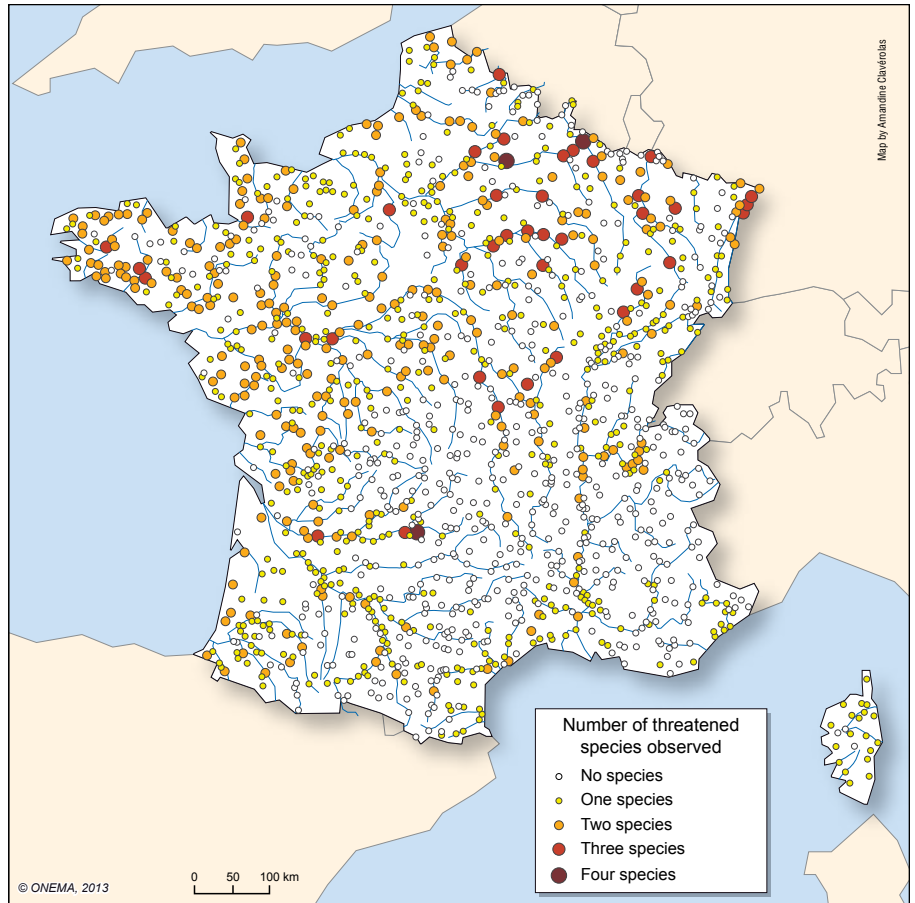 Map by Amandine Clavérolas
Number of threatened
species observed
No species
One species
Two species
Three species
Four species
0 50 100 km
© ONEMA, 2013